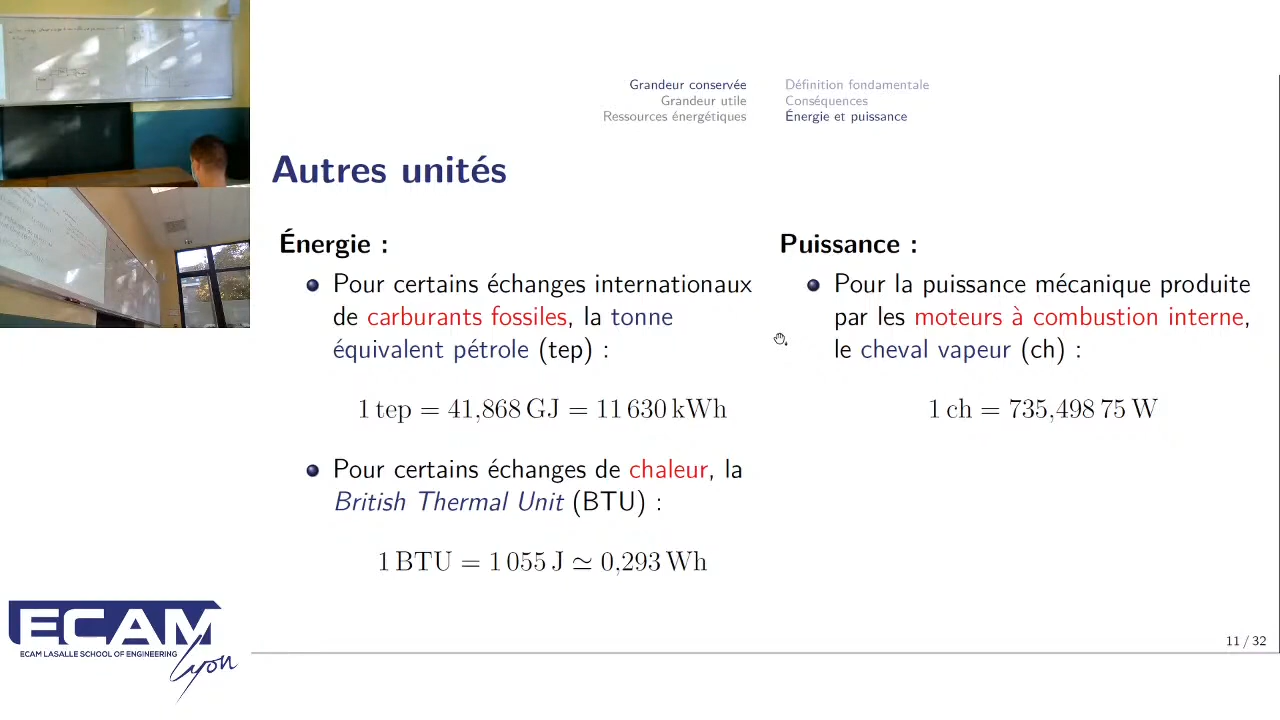 Grandeur conservée
Grandeur utile
Ressources énergétiques
Définition fondamentale
Conséquences
Énergie et puissance
Autres unités
Énergie :
Pour certains échanges internationaux
de carburants fossiles, la tonne
équivalent pétrole (tep) :
1 tep = 41,868 GJ = 11 630 kWh
Pour certains échanges de chaleur, la
British Thermal Unit (BTU) :
1 BTU = 1 055 J ≃ 0,293 Wh
Puissance :
Pour la puissance mécanique produite
par les moteurs à combustion interne,
le cheval vapeur (ch) :
1 ch = 735,498 75 W
ECAM
ECAM LASALLE SCHOOL OF ENGINEERING
Lyon
11 / 32